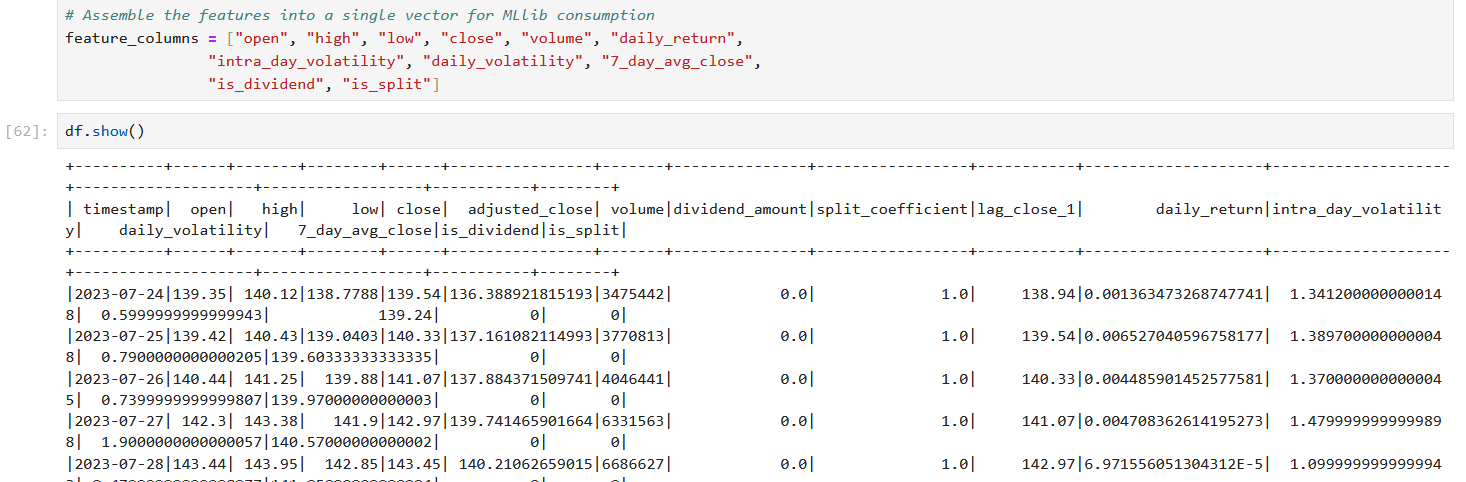 # Assemble the features into a single vector for MLlib consumption
feature_columns = ["open", "high", "low", "close", "volume", "daily_return",
"intra_day_volatility", "daily_volatility", "7_day_avg_close",
"is_dividend", "is_split"]
[62]: df.show()
+----------+------+-------+--------+------+----------------+-------+---------------+-----------------+-----------+--------------------+--------------------
+--------------------+------------------+-----------+--------+
| timestamp| open| high| low| close| adjusted_close| volume|dividend_amount|split_coefficient|lag_close_1| daily_return|intra_day_volatilit
y| daily_volatility| 7_day_avg_close|is_dividend|is_split|
+----------+------+-------+--------+------+----------------+-------+---------------+-----------------+-----------+--------------------+--------------------
+--------------------+------------------+-----------+--------+
|2023-07-24|139.35| 140.12|138.7788|139.54|136.388921815193|3475442| 0.0| 1.0| 138.94|0.001363473268747741| 1.341200000000014
8| 0.5999999999999943| 139.24| 0| 0|
|2023-07-25|139.42| 140.43|139.0403|140.33|137.161082114993|3770813| 0.0| 1.0| 139.54|0.006527040596758177| 1.389700000000004
8| 0.7900000000000205|139.60333333333335| 0| 0|
|2023-07-26|140.44| 141.25| 139.88|141.07|137.884371509741|4046441| 0.0| 1.0| 140.33|0.004485901452577581| 1.370000000000004
5| 0.7399999999999807|139.97000000000003| 0| 0|
|2023-07-27| 142.3| 143.38| 141.9|142.97|139.741465901664|6331563| 0.0| 1.0| 141.07|0.004708362614195273| 1.479999999999989
8| 1.9000000000000057|140.57000000000002| 0| 0|
|2023-07-28|143.44| 143.95| 142.85|143.45| 140.21062659015|6686627| 0.0| 1.0| 142.97|6.971556051304312E-5| 1.099999999999994